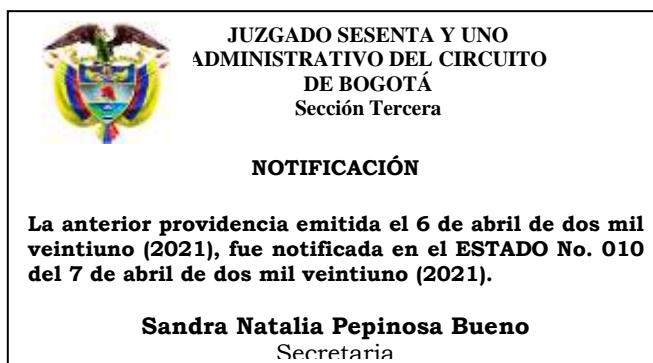 JUZGADO SESENTA Y UNO
ADMINISTRATIVO DEL CIRCUITO
DE BOGOTÁ
Sección Tercera
NOTIFICACIÓN
La anterior providencia emitida el 6 de abril de dos mil
veintiuno (2021), fue notificada en el ESTADO No. 010
del 7 de abril de dos mil veintiuno (2021).
Sandra Natalia Pepinosa Bueno
Secretaria